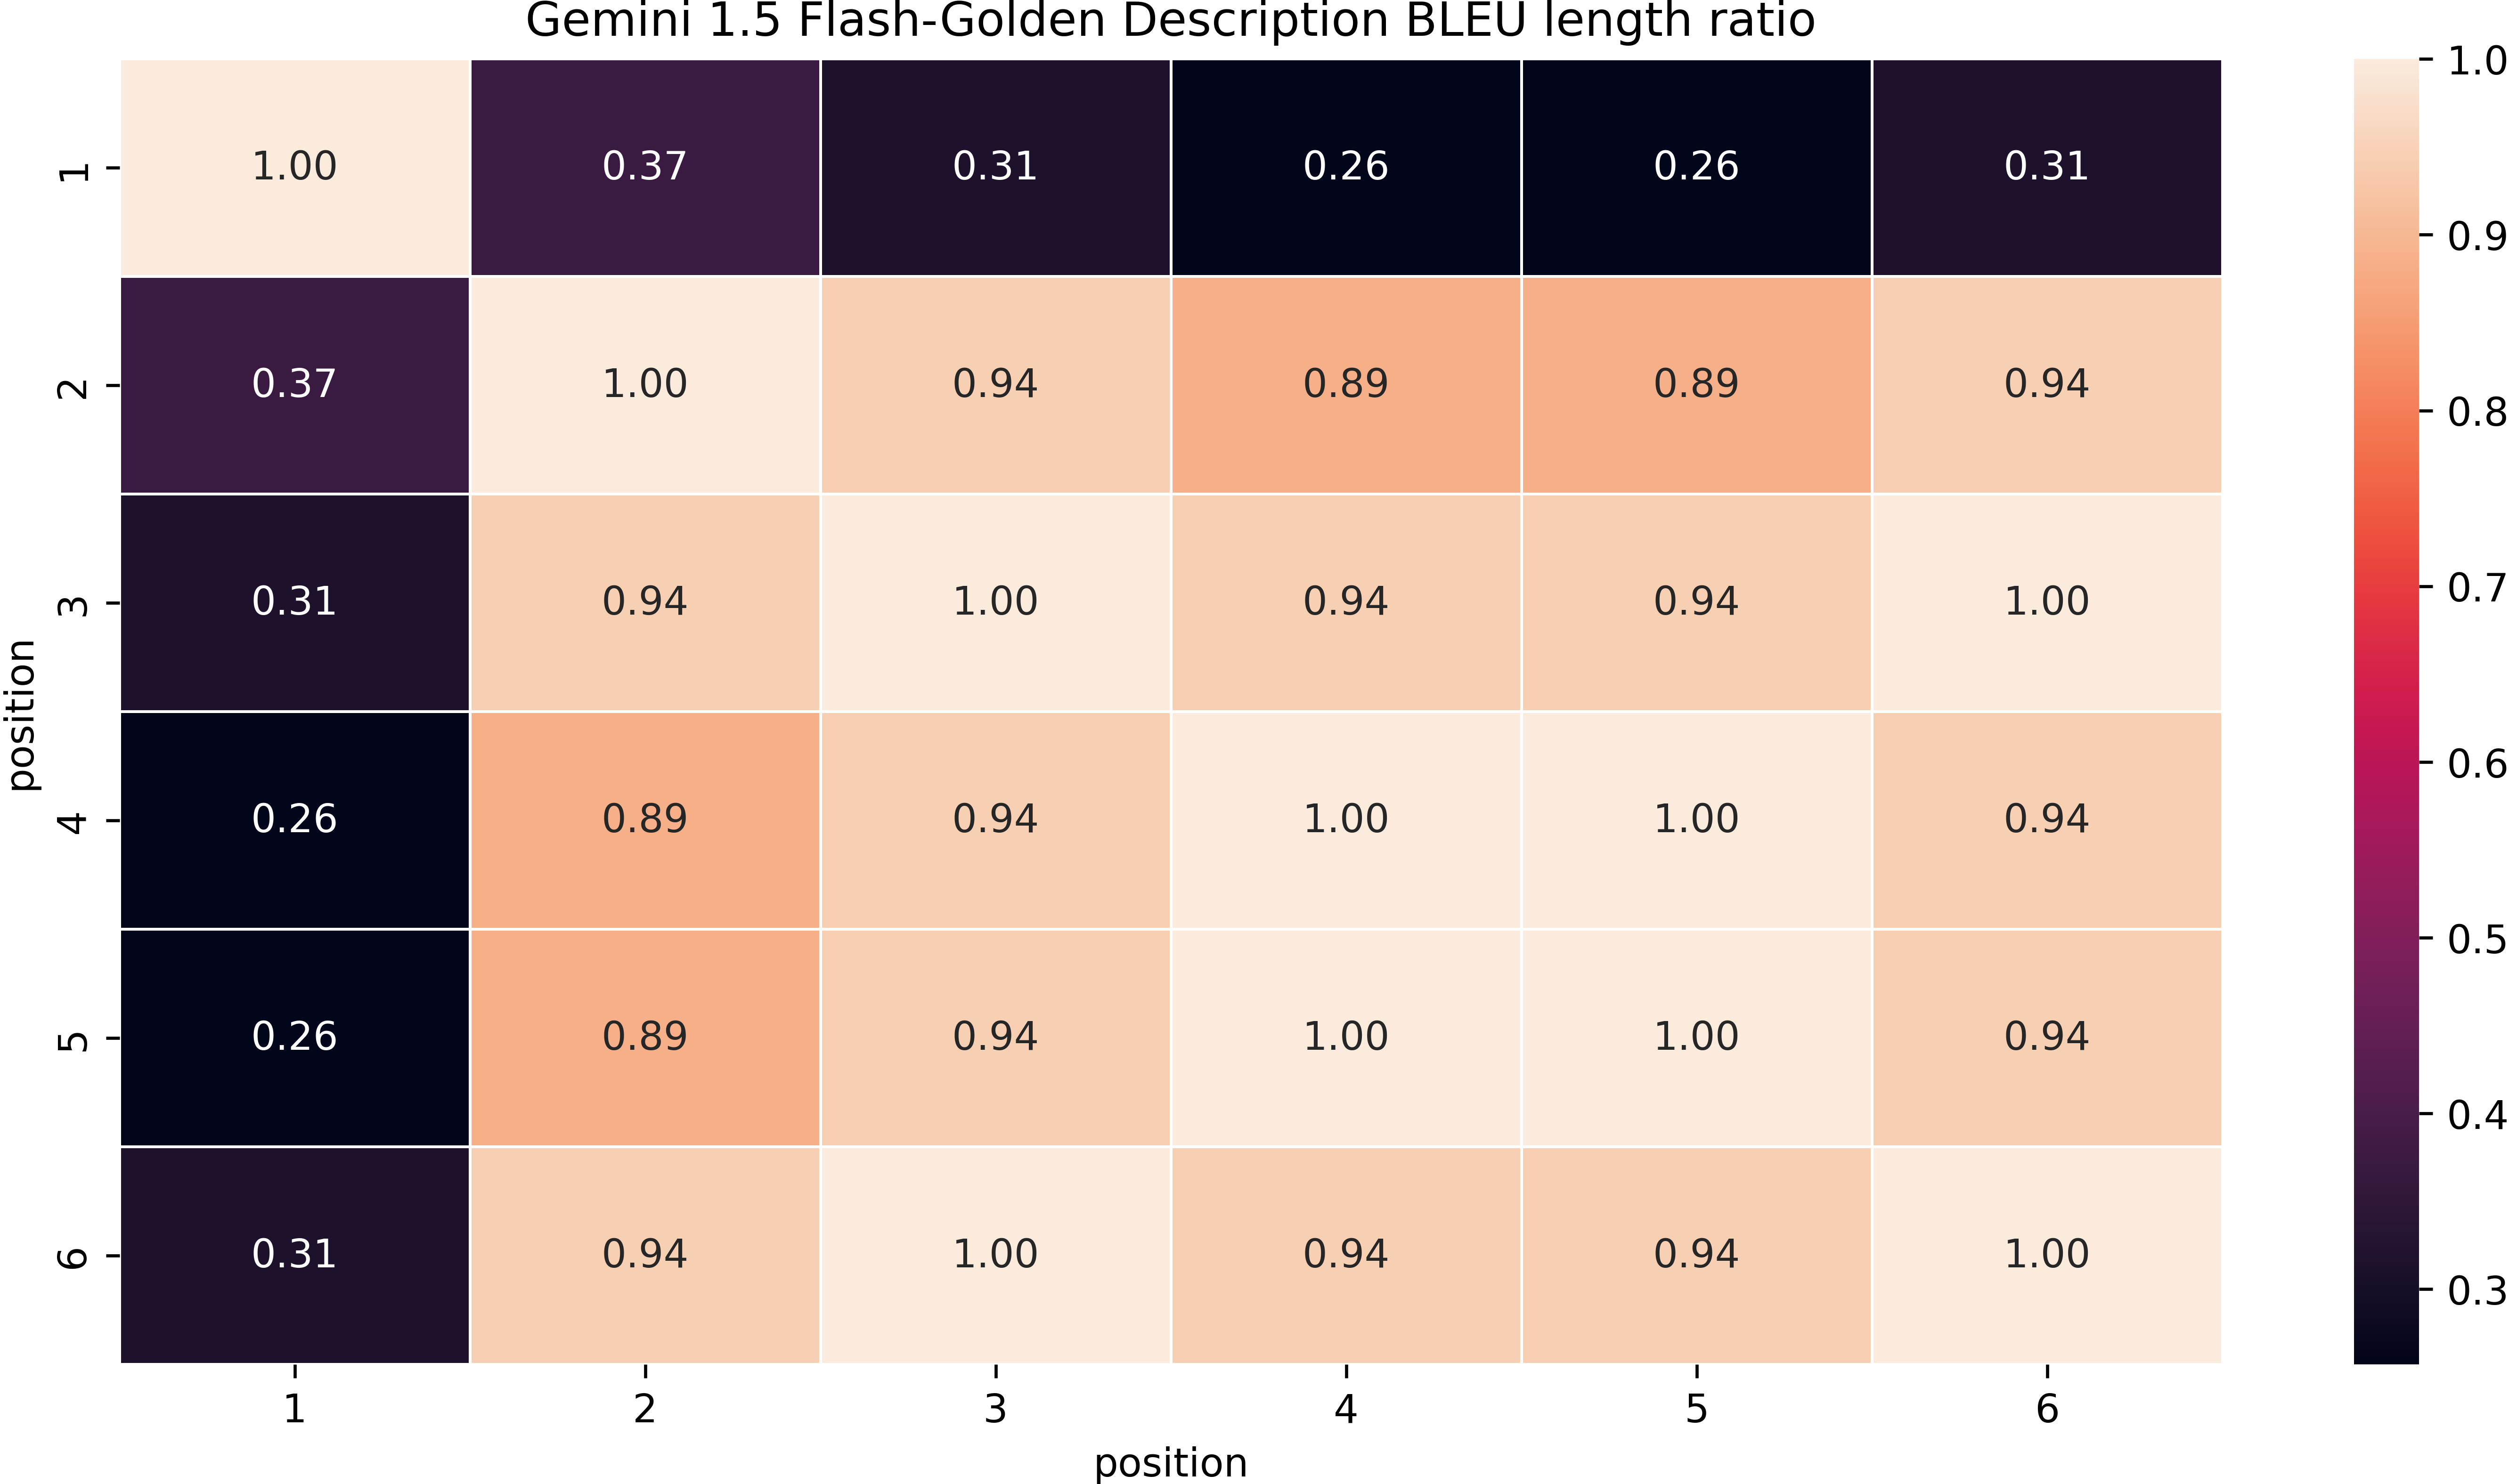 Gemini 1.5 Flash-Golden Description BLEU length ratio
1 1.00 0.37 0.31 0.26 0.26 0.31
2 0.37 1.00 0.94 0.89 0.89 0.94
3 0.31 0.94 1.00 0.94 0.94 1.00
4 0.26 0.89 0.94 1.00 1.00 0.94
5 0.26 0.89 0.94 1.00 1.00 0.94
6 0.31 0.94 1.00 0.94 0.94 1.00
1 2 3 4 5 6
position
position
1.0
0.9
0.8
0.7
0.6
0.5
0.4
0.3